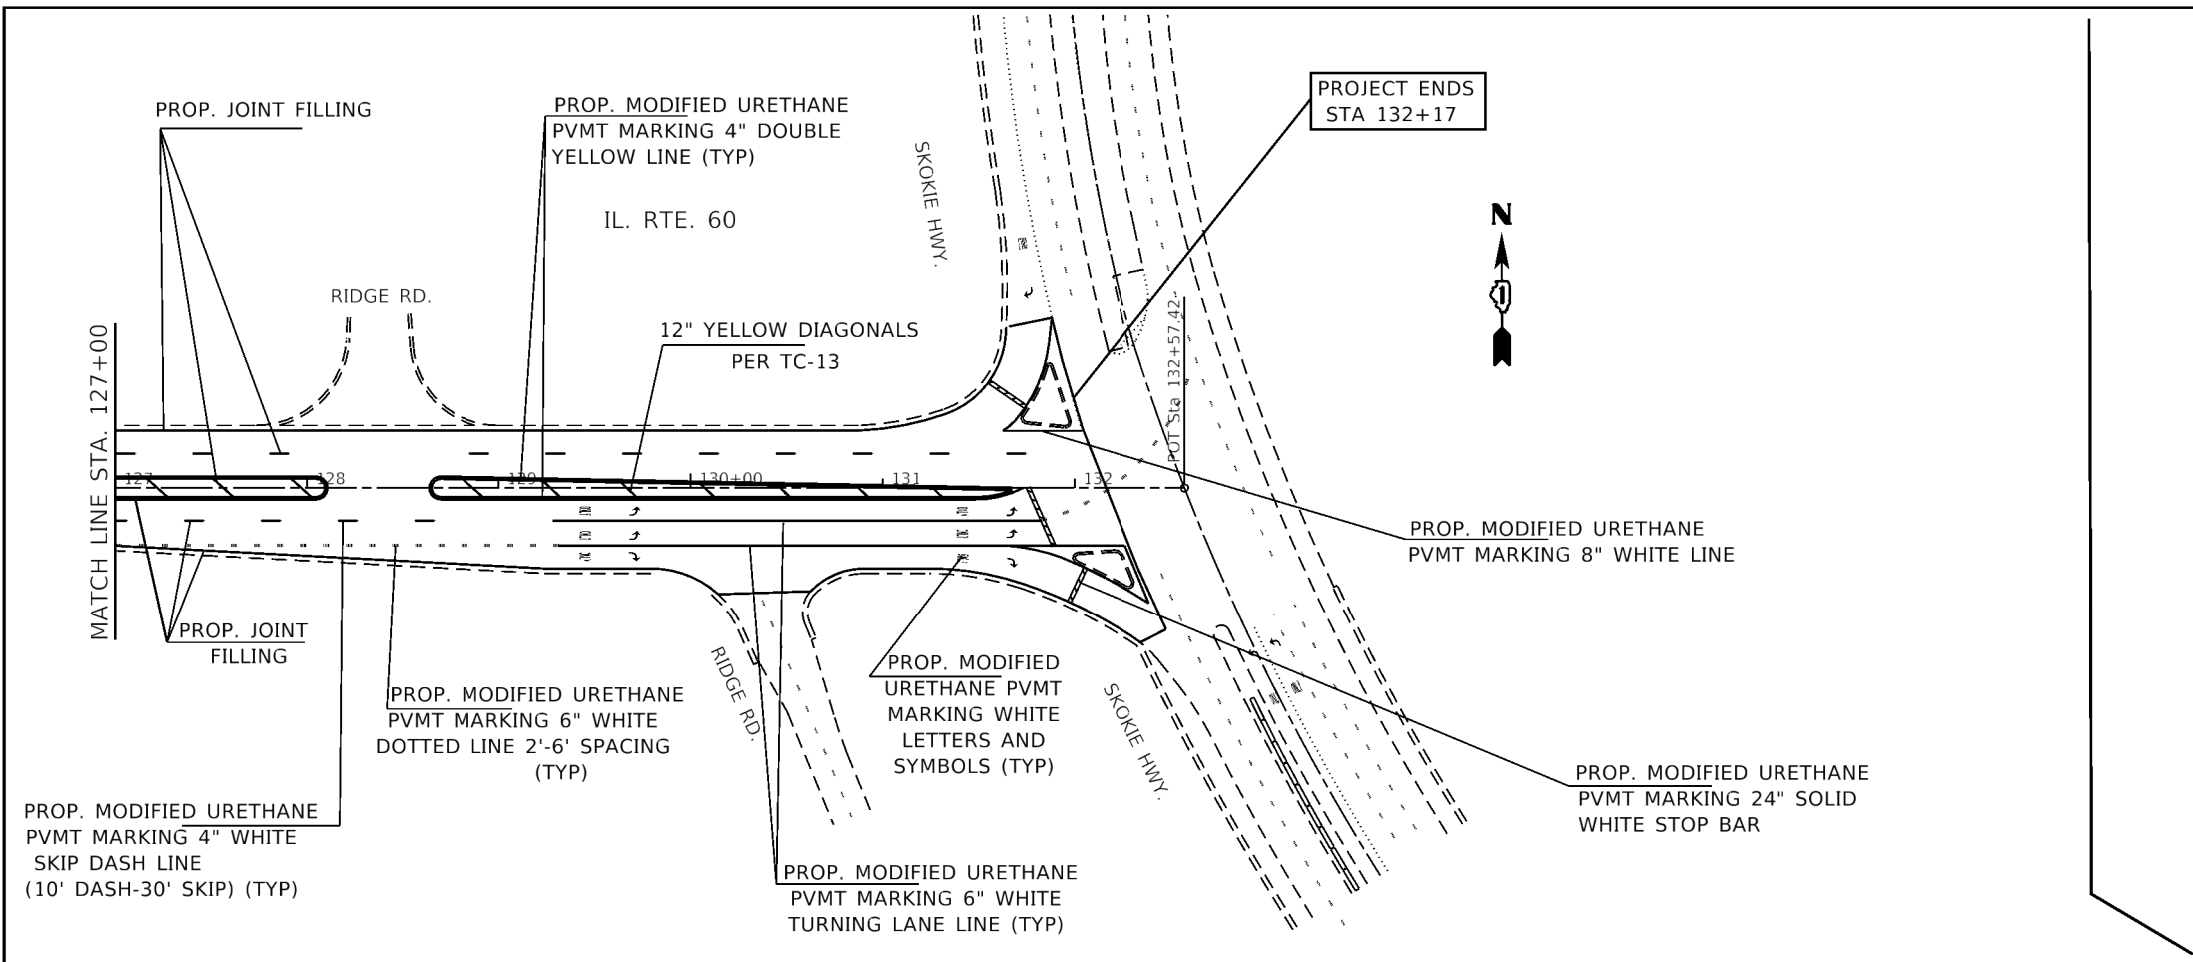 PROP. JOINT FILLING
PROP. MODIFIED URETHANE
PVMT MARKING 4" DOUBLE
YELLOW LINE (TYP)
IL. RTE. 60
SKOKIE HWY.
PROJECT ENDS
STA 132+17
N
RIDGE RD.
12" YELLOW DIAGONALS
PER TC-13
MATCH LINE STA. 127+00
POT Sta 132+57.42
127
128
129
130+00
131
132
PROP. MODIFIED URETHANE
PVMT MARKING 8" WHITE LINE
PROP. JOINT
FILLING
PROP. MODIFIED URETHANE
PVMT MARKING 6" WHITE
DOTTED LINE 2'-6' SPACING
(TYP)
RIDGE RD.
PROP. MODIFIED
URETHANE PVMT
MARKING WHITE
LETTERS AND
SYMBOLS (TYP)
SKOKIE HWY.
PROP. MODIFIED URETHANE
PVMT MARKING 24" SOLID
WHITE STOP BAR
PROP. MODIFIED URETHANE
PVMT MARKING 4" WHITE
SKIP DASH LINE
(10' DASH-30' SKIP) (TYP)
PROP. MODIFIED URETHANE
PVMT MARKING 6" WHITE
TURNING LANE LINE (TYP)